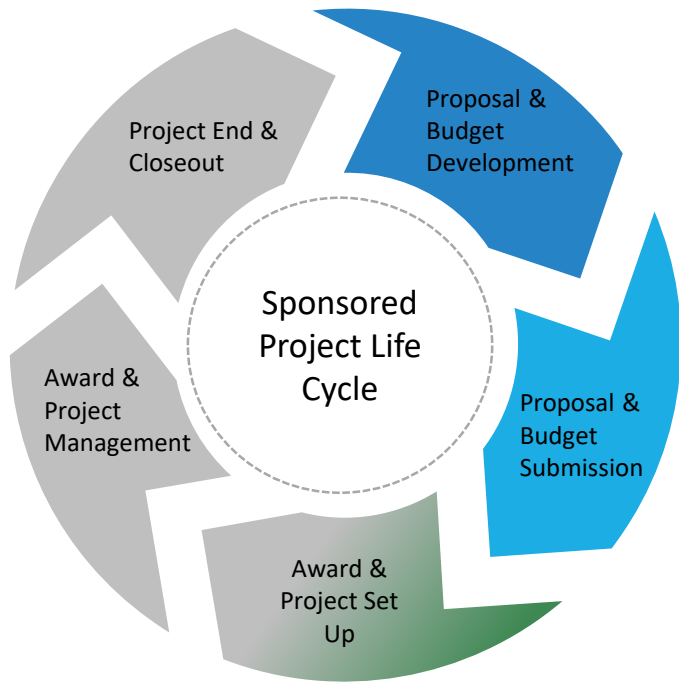 Sponsored
Project Life
Cycle
Proposal &
Budget
Development
Proposal &
Budget
Submission
Award &
Project Set
Up
Award &
Project
Management
Project End &
Closeout